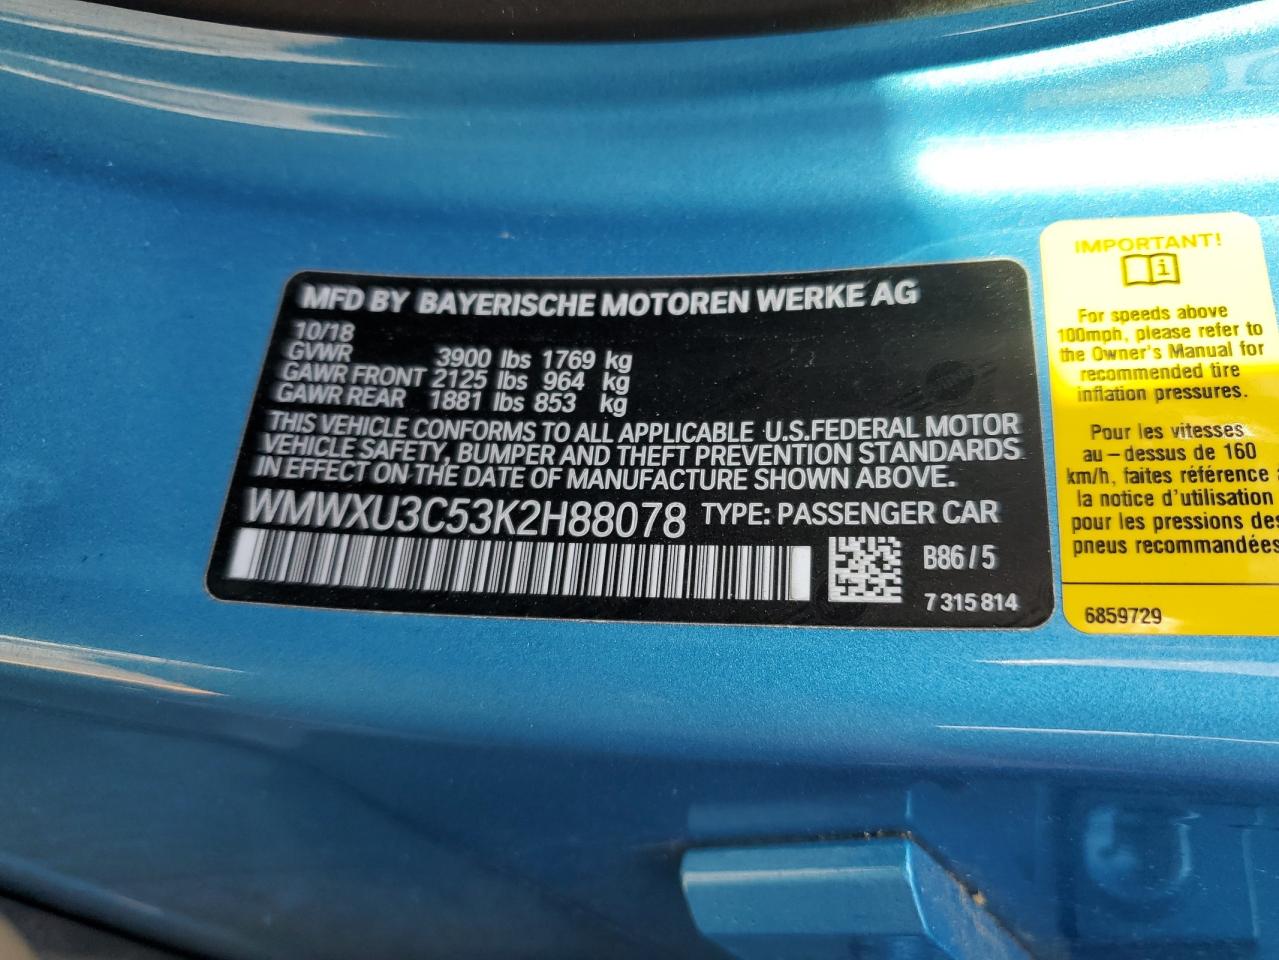 MFD BY BAYERISCHE MOTOREN WERKE AG
10/18
GVWR 3900 lbs 1769 kg
GAWR FRONT 2125 lbs 964 kg
GAWR REAR 1881 lbs 853 kg
THIS VEHICLE CONFORMS TO ALL APPLICABLE U.S.FEDERAL MOTOR
VEHICLE SAFETY, BUMPER AND THEFT PREVENTION STANDARDS
IN EFFECT ON THE DATE OF MANUFACTURE SHOWN ABOVE.
WMWXU3C53K2H88078 TYPE: PASSENGER CAR
B86/5
7 315 814
IMPORTANT!
i
For speeds above
100mph, please refer to
the Owner's Manual for
recommended tire
inflation pressures.
Pour les vitesses
au-dessus de 160
km/h, faites référence à
la notice d'utilisation
pour les pressions des
pneus recommandées
6859729